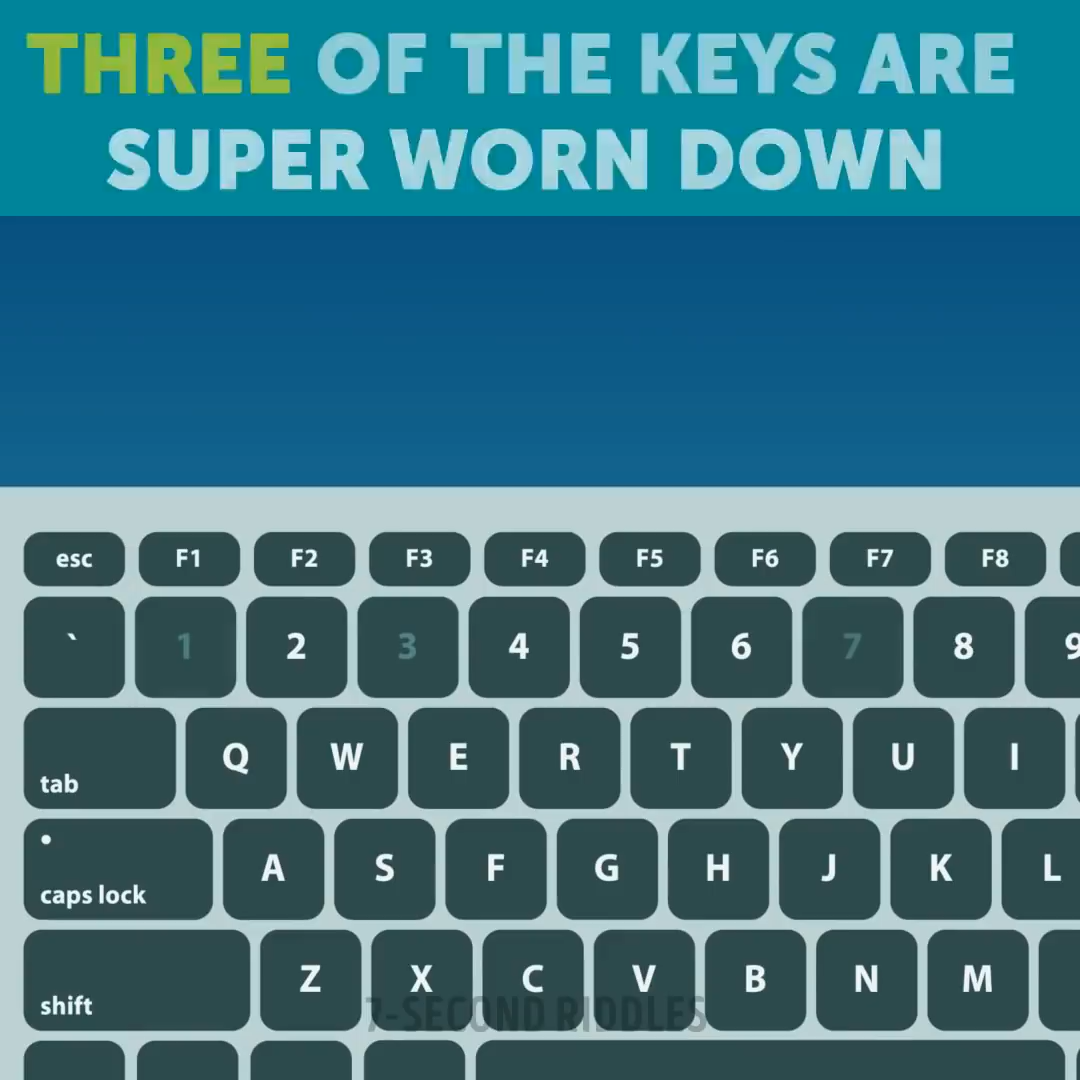 THREE OF THE KEYS ARE
SUPER WORN DOWN
esc F1 F2 F3 F4 F5 F6 F7 F8
` 1 2 3 4 5 6 7 8 9
tab Q W E R T Y U I
• caps lock A S F G H J K L
shift Z X C V B N M
7-SECOND RIDDLES